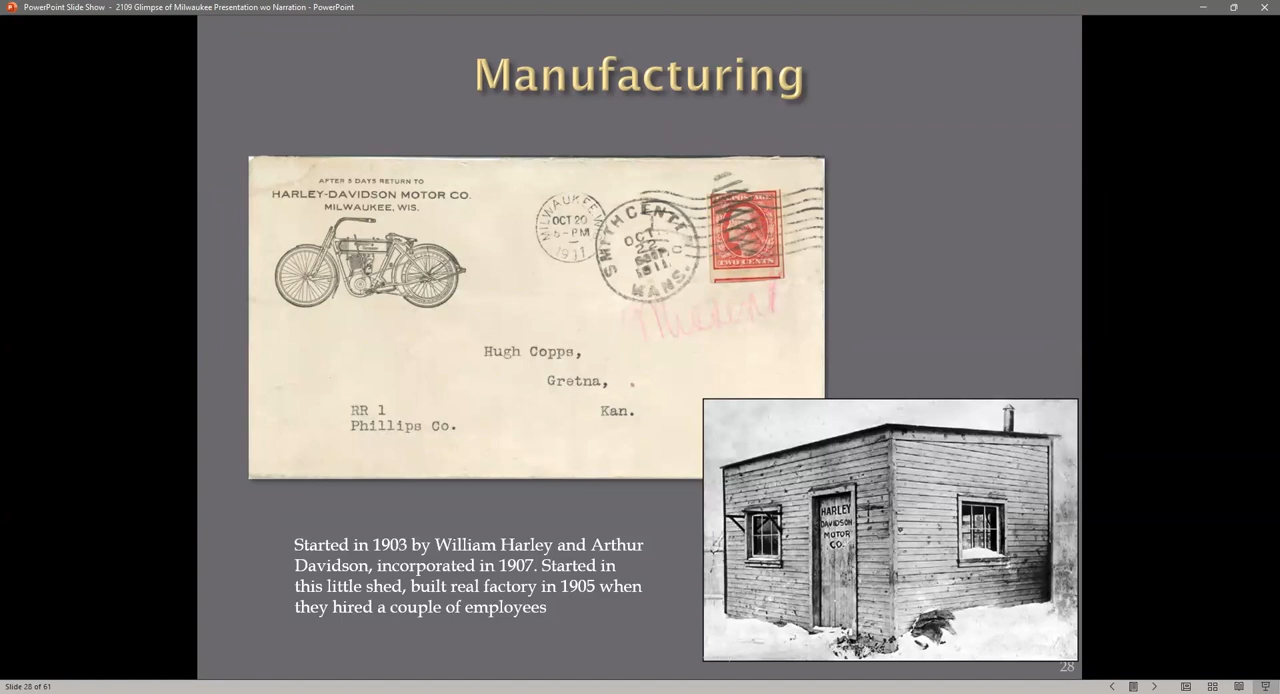 PowerPoint Slide Show - 2109 Glimpse of Milwaukee Presentation wo Narration - PowerPoint
Manufacturing
AFTER 5 DAYS RETURN TO
HARLEY-DAVIDSON MOTOR CO.
MILWAUKEE, WIS.
MILWAUKEE
OCT 20
5-PM
1911
SMITH CENTER
OCT
22
1911
KANS.
POSTAGE
TWO CENTS
Hugh Copps,
Gretna,
Kan.
RR 1
Phillips Co.
HARLEY
DAVIDSON
MOTOR
CO.
Started in 1903 by William Harley and Arthur
Davidson, incorporated in 1907. Started in
this little shed, built real factory in 1905 when
they hired a couple of employees
28
Slide 28 of 61